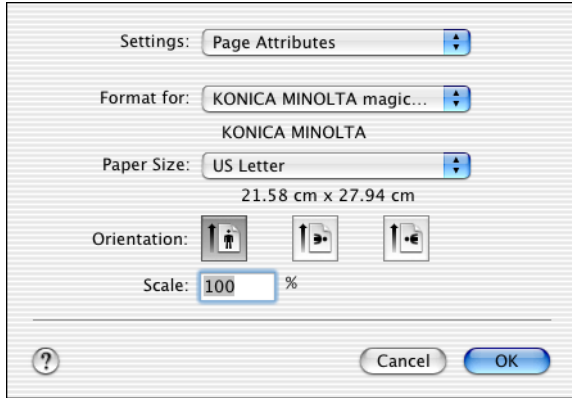 Settings: Page Attributes
Format for: KONICA MINOLTA magic...
KONICA MINOLTA
Paper Size: US Letter
21.58 cm x 27.94 cm
Orientation:
Scale: 100 %
? Cancel OK